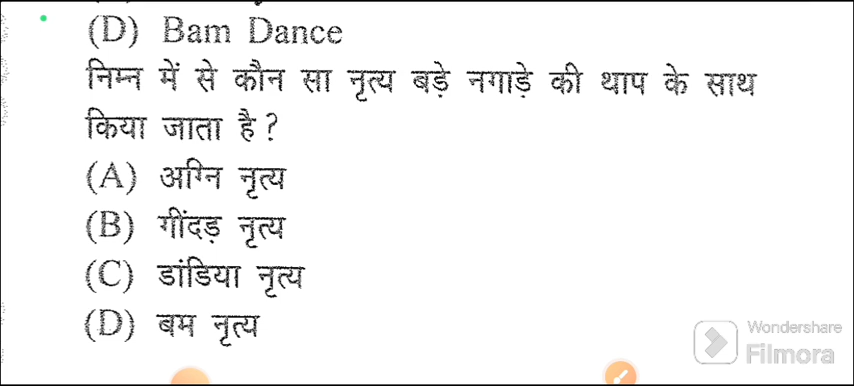 (D) Bam Dance
निम्न में से कौन सा नृत्य बड़े नगाड़े की थाप के साथ
किया जाता है ?
(A) अग्नि नृत्य
(B) गींदड़ नृत्य
(C) डांडिया नृत्य
(D) बम नृत्य
Wondershare
Filmora